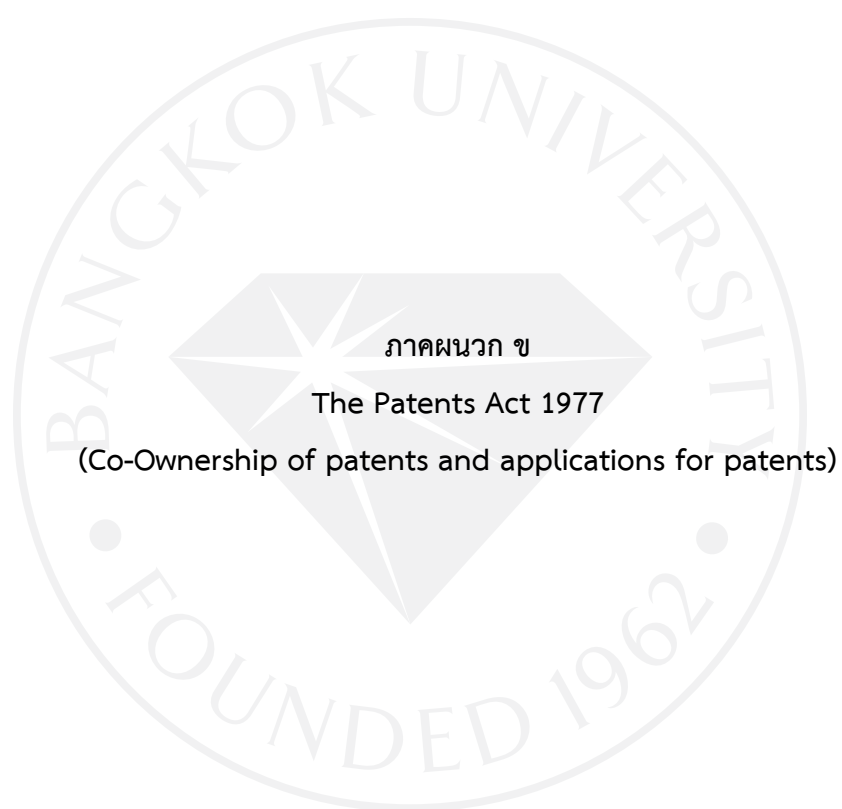 BANGKOK UNIVERSITY
ภาคผนวก ข
The Patents Act 1977
(Co-Ownership of patents and applications for patents)
FOUNDED 1962